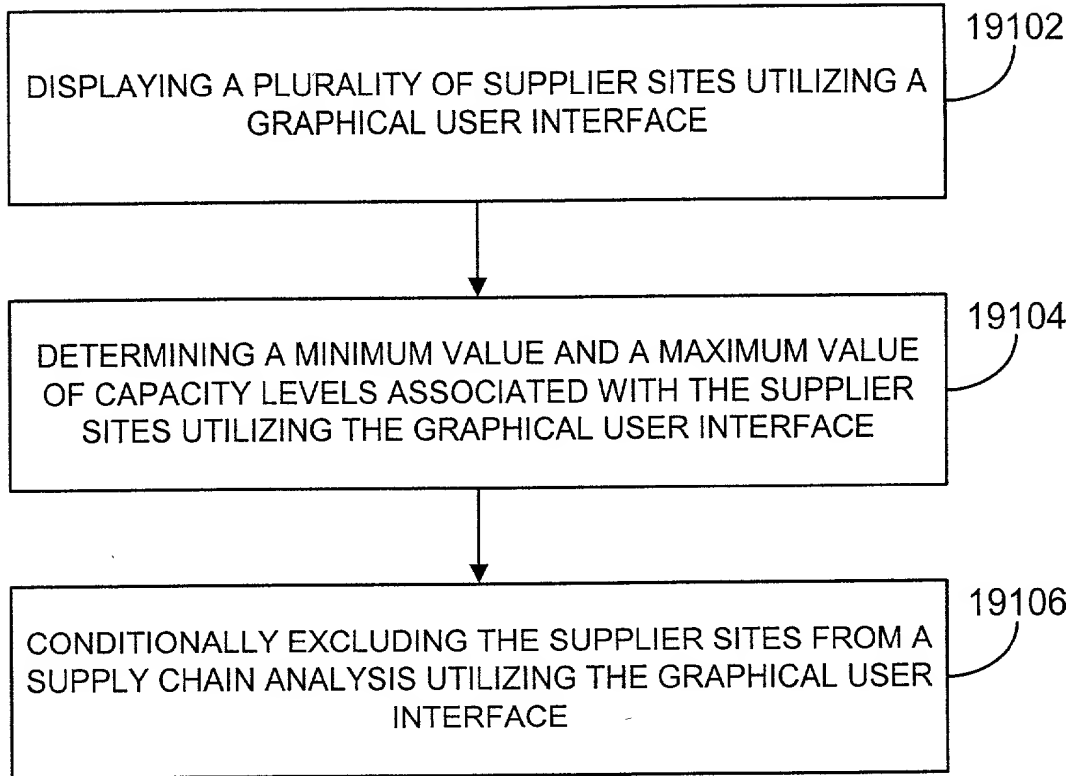 19102
DISPLAYING A PLURALITY OF SUPPLIER SITES UTILIZING A
GRAPHICAL USER INTERFACE
19104
DETERMINING A MINIMUM VALUE AND A MAXIMUM VALUE
OF CAPACITY LEVELS ASSOCIATED WITH THE SUPPLIER
SITES UTILIZING THE GRAPHICAL USER INTERFACE
19106
CONDITIONALLY EXCLUDING THE SUPPLIER SITES FROM A
SUPPLY CHAIN ANALYSIS UTILIZING THE GRAPHICAL USER
INTERFACE